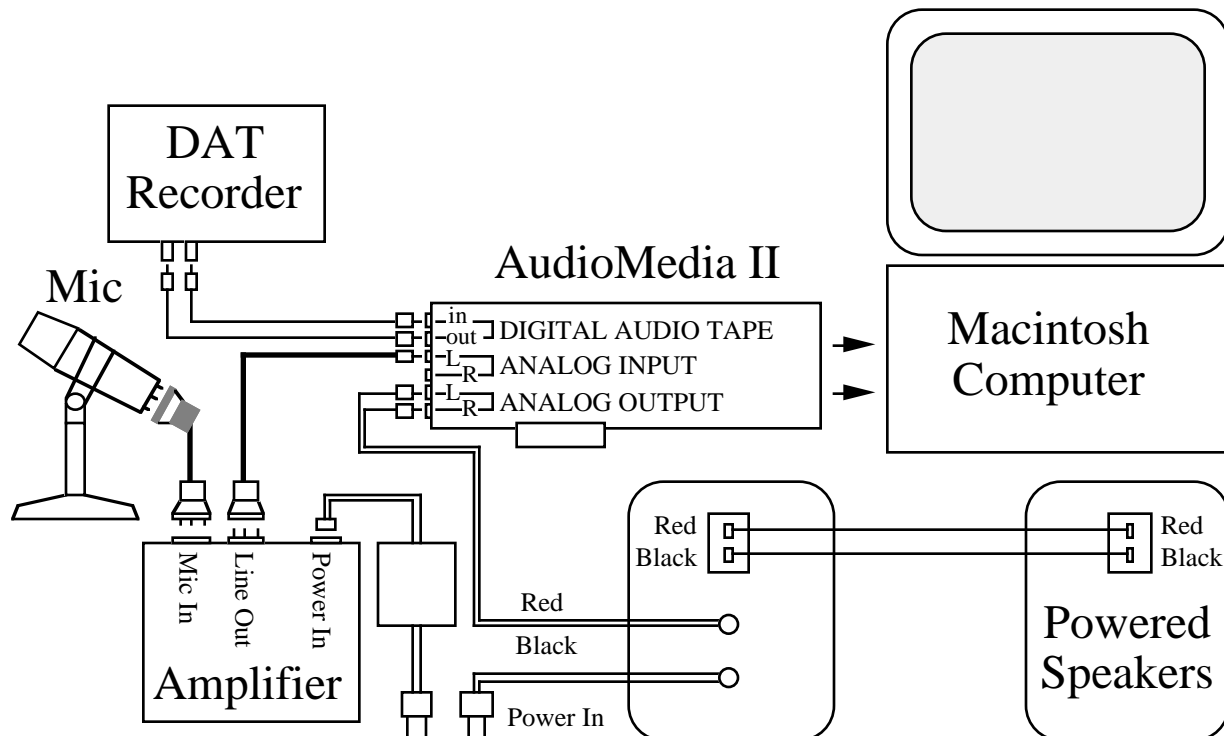 DAT
Recorder
Mic
AudioMedia II
in
out
DIGITAL AUDIO TAPE
L
R
ANALOG INPUT
L
R
ANALOG OUTPUT
Macintosh
Computer
Mic In
Line Out
Power In
Amplifier
Red
Black
Power In
Red
Black
Red
Black
Powered
Speakers